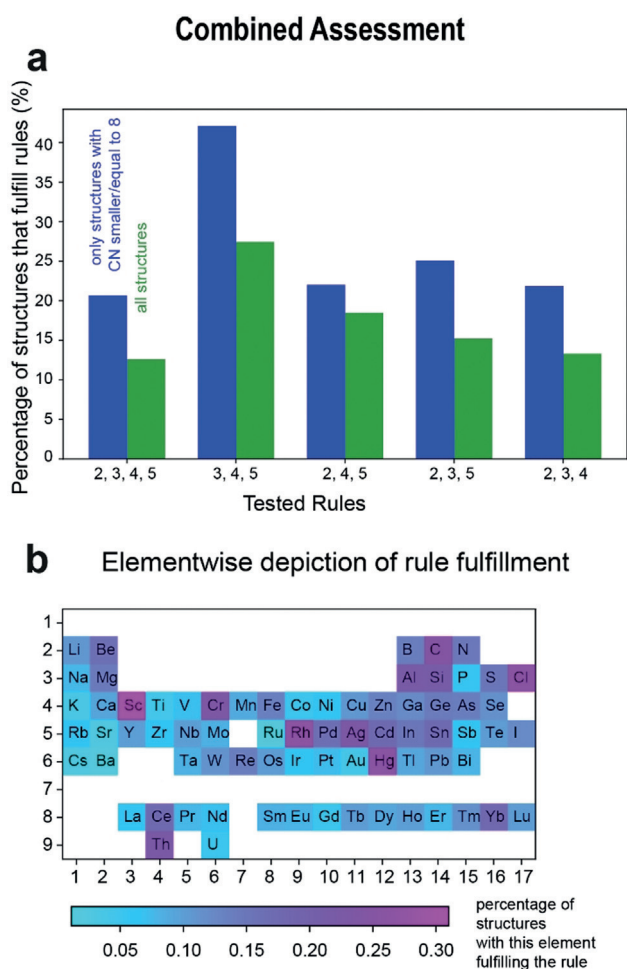 Combined Assessment
a
Percentage of structures that fulfill rules (%)
40
35
30
25
20
15
10
5
0
only structures with
CN smaller/equal to 8
all structures
2, 3, 4, 5
3, 4, 5
2, 4, 5
2, 3, 5
2, 3, 4
Tested Rules
b Elementwise depiction of rule fulfillment
1
2 Li Be B C N
3 Na Mg Al Si P S Cl
4 K Ca Sc Ti V Cr Mn Fe Co Ni Cu Zn Ga Ge As Se
5 Rb Sr Y Zr Nb Mo Ru Rh Pd Ag Cd In Sn Sb Te I
6 Cs Ba Ta W Re Os Ir Pt Au Hg Tl Pb Bi
7
8 La Ce Pr Nd Sm Eu Gd Tb Dy Ho Er Tm Yb Lu
9 Th U
1 2 3 4 5 6 7 8 9 10 11 12 13 14 15 16 17
0.05 0.10 0.15 0.20 0.25 0.30
percentage of
structures
with this element
fulfilling the rule